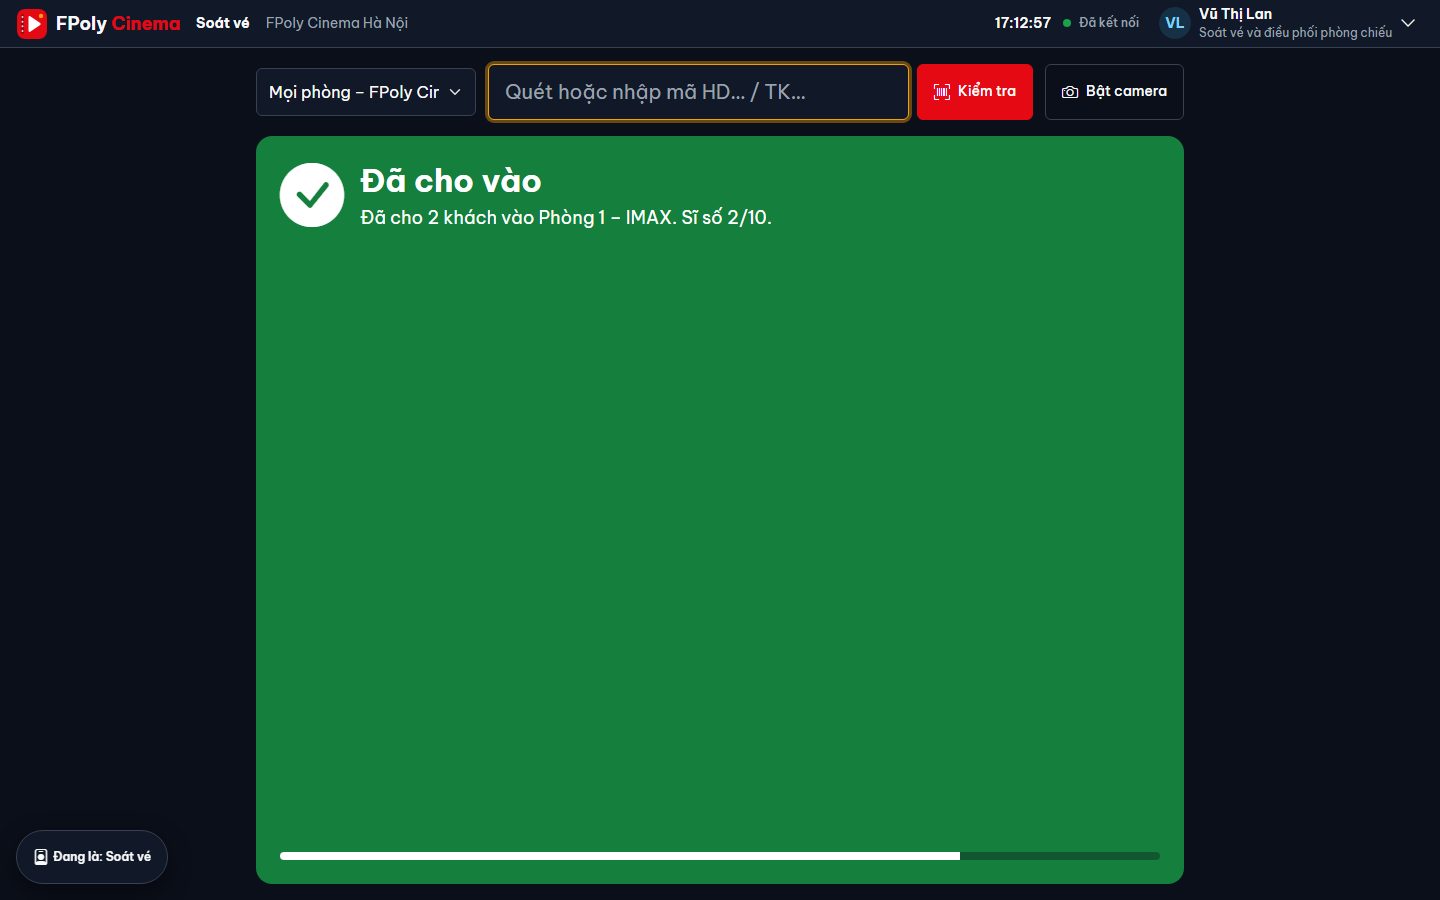 FPoly Cinema
Soát vé
FPoly Cinema Hà Nội
17:12:57
Đã kết nối
VL
Vũ Thị Lan
Soát vé và điều phối phòng chiếu
Mọi phòng – FPoly Cir
Quét hoặc nhập mã HD... / TK...
Kiểm tra
Bật camera
Đã cho vào
Đã cho 2 khách vào Phòng 1 – IMAX. Sĩ số 2/10.
Đang là: Soát vé